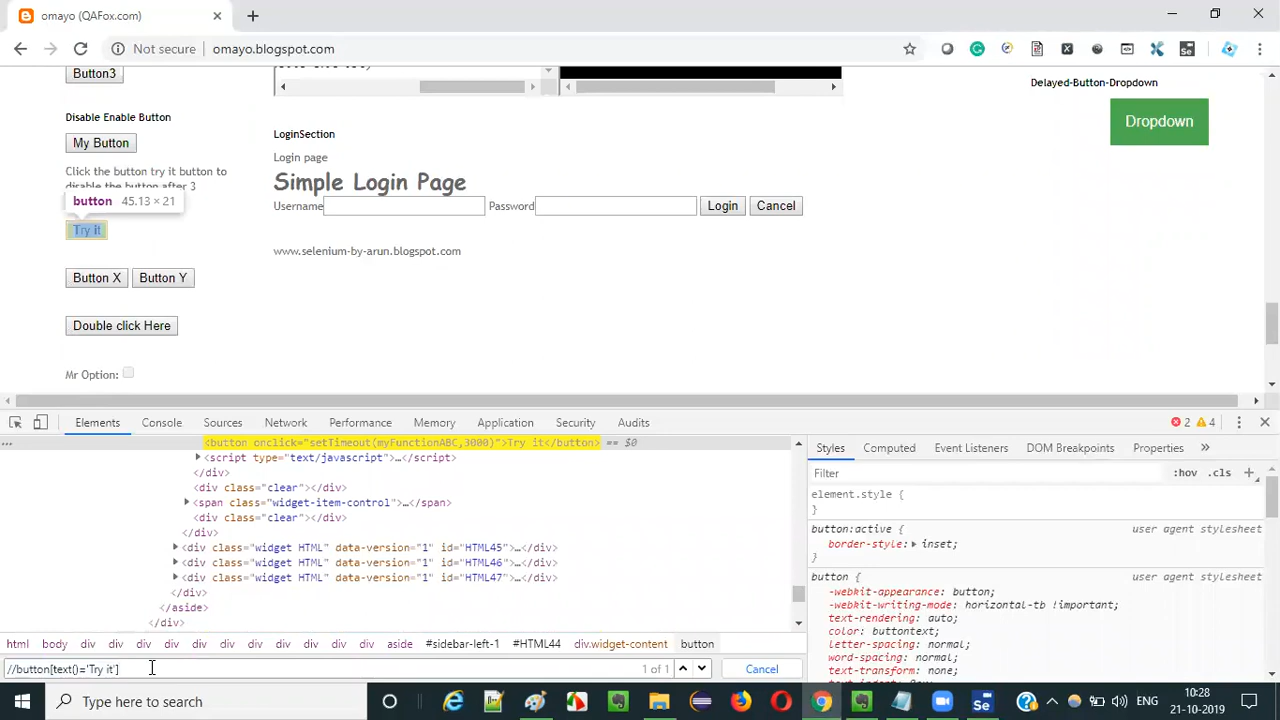 omayo (QAFox.com)
Not secure
omayo.blogspot.com
Button3
Delayed-Button-Dropdown
Dropdown
Disable Enable Button
My Button
Click the button try it button to
disable the button after 3
button 45.13 × 21
Try it
Button X
Button Y
Double click Here
Mr Option:
LoginSection
Login page
Simple Login Page
Username
Password
Login
Cancel
www.selenium-by-arun.blogspot.com
Elements
Console
Sources
Network
Performance
Memory
Application
Security
Audits
2
4
<button onclick="setTimeout(myFunctionABC,3000)">Try it</button> == $0
<script type="text/javascript">…</script>
</div>
<div class="clear"></div>
<span class="widget-item-control">…</span>
<div class="clear"></div>
</div>
<div class="widget HTML" data-version="1" id="HTML45">…</div>
<div class="widget HTML" data-version="1" id="HTML46">…</div>
<div class="widget HTML" data-version="1" id="HTML47">…</div>
</div>
</aside>
</div>
html body div div div div div div aside #sidebar-left-1 #HTML44 div.widget-content button
//button[text()='Try it']
1 of 1
Cancel
Styles
Computed
Event Listeners
DOM Breakpoints
Properties
Filter
:hov .cls
element.style {
}
button:active { user agent stylesheet
border-style: inset;
}
button { user agent stylesheet
-webkit-appearance: button;
-webkit-writing-mode: horizontal-tb !important;
text-rendering: auto;
color: buttontext;
letter-spacing: normal;
word-spacing: normal;
text-transform: none;
Type here to search
ENG
10:28
21-10-2019